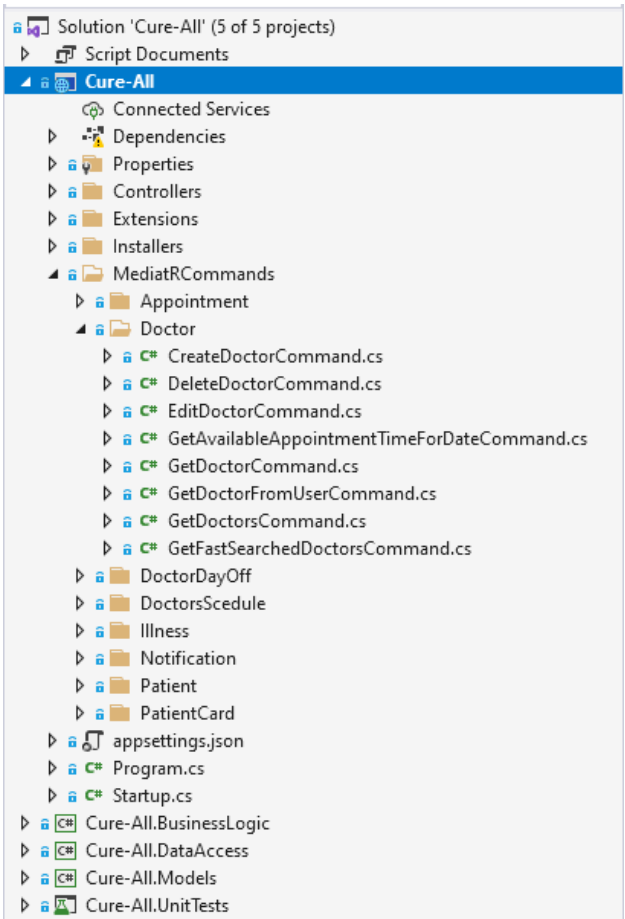 Solution 'Cure-All' (5 of 5 projects)
Script Documents
Cure-All
Connected Services
Dependencies
Properties
Controllers
Extensions
Installers
MediatRCommands
Appointment
Doctor
C# CreateDoctorCommand.cs
C# DeleteDoctorCommand.cs
C# EditDoctorCommand.cs
C# GetAvailableAppointmentTimeForDateCommand.cs
C# GetDoctorCommand.cs
C# GetDoctorFromUserCommand.cs
C# GetDoctorsCommand.cs
C# GetFastSearchedDoctorsCommand.cs
DoctorDayOff
DoctorsScedule
Illness
Notification
Patient
PatientCard
appsettings.json
C# Program.cs
C# Startup.cs
C# Cure-All.BusinessLogic
C# Cure-All.DataAccess
C# Cure-All.Models
Cure-All.UnitTests